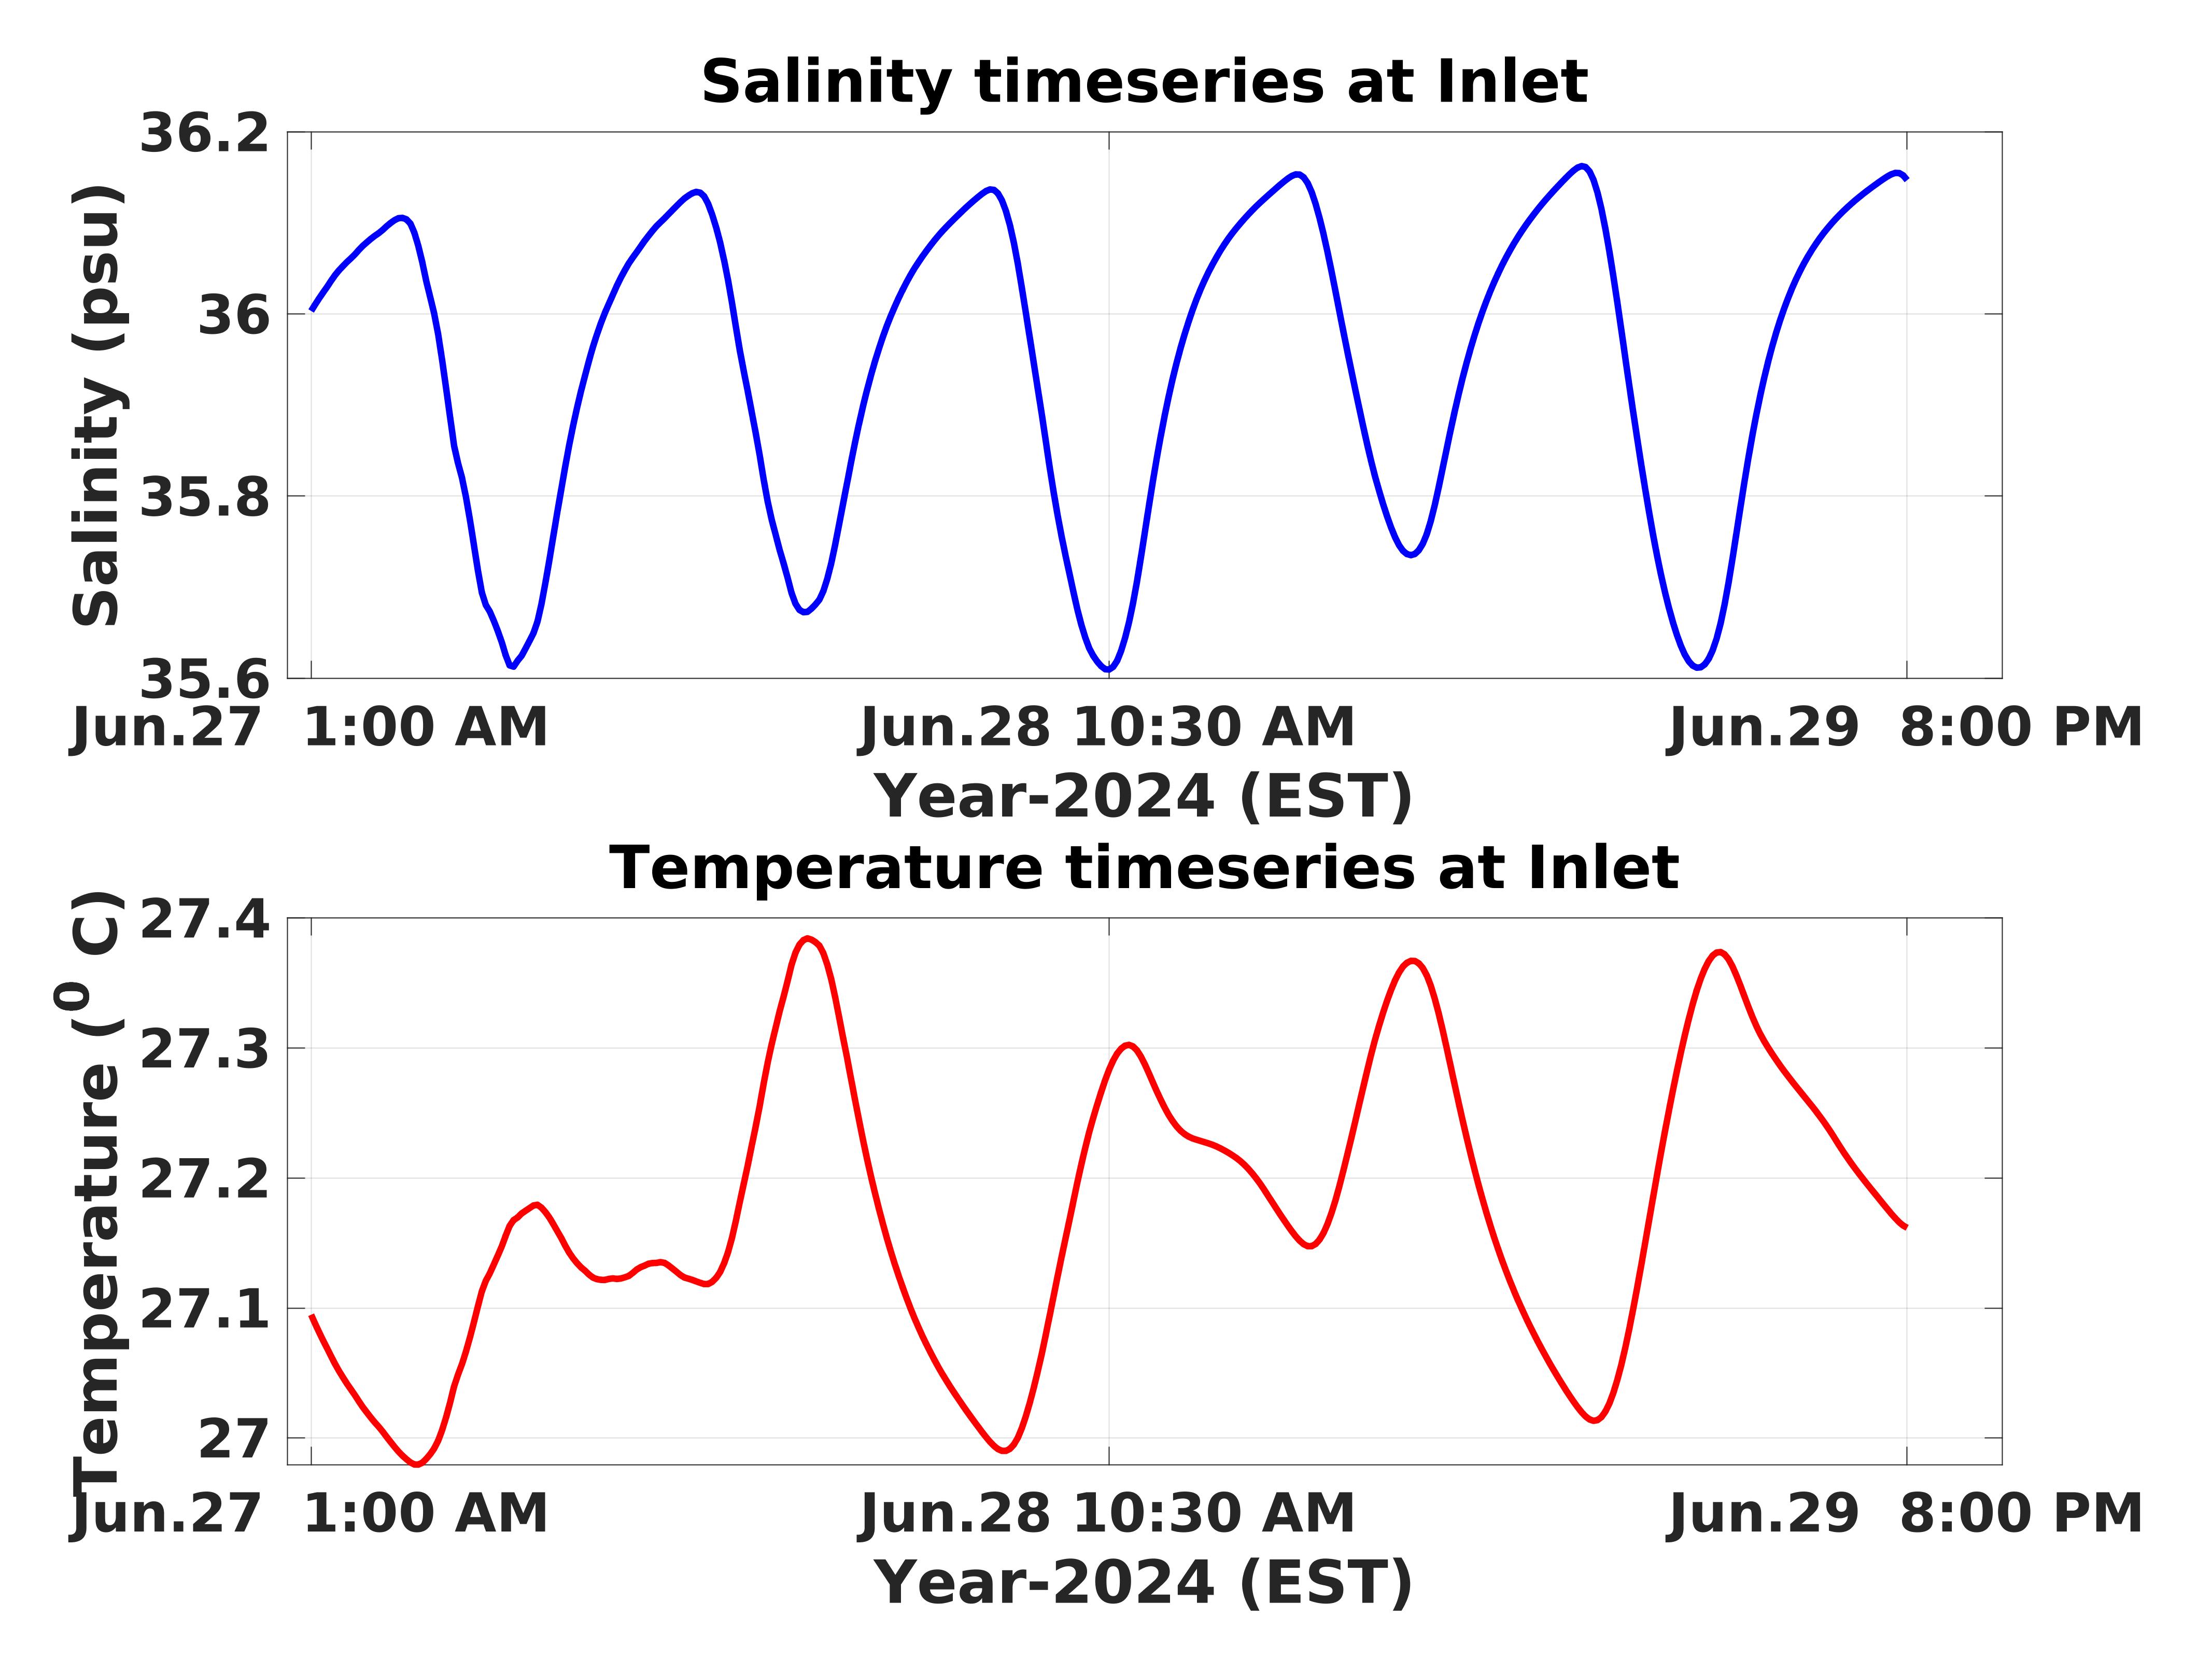 Salinity timeseries at Inlet
Salinity (psu)
36.2
36
35.8
35.6
Jun.27 1:00 AM
Jun.28 10:30 AM
Jun.29 8:00 PM
Year-2024 (EST)
Temperature timeseries at Inlet
Temperature (⁰ C)
27.4
27.3
27.2
27.1
27
Jun.27 1:00 AM
Jun.28 10:30 AM
Jun.29 8:00 PM
Year-2024 (EST)